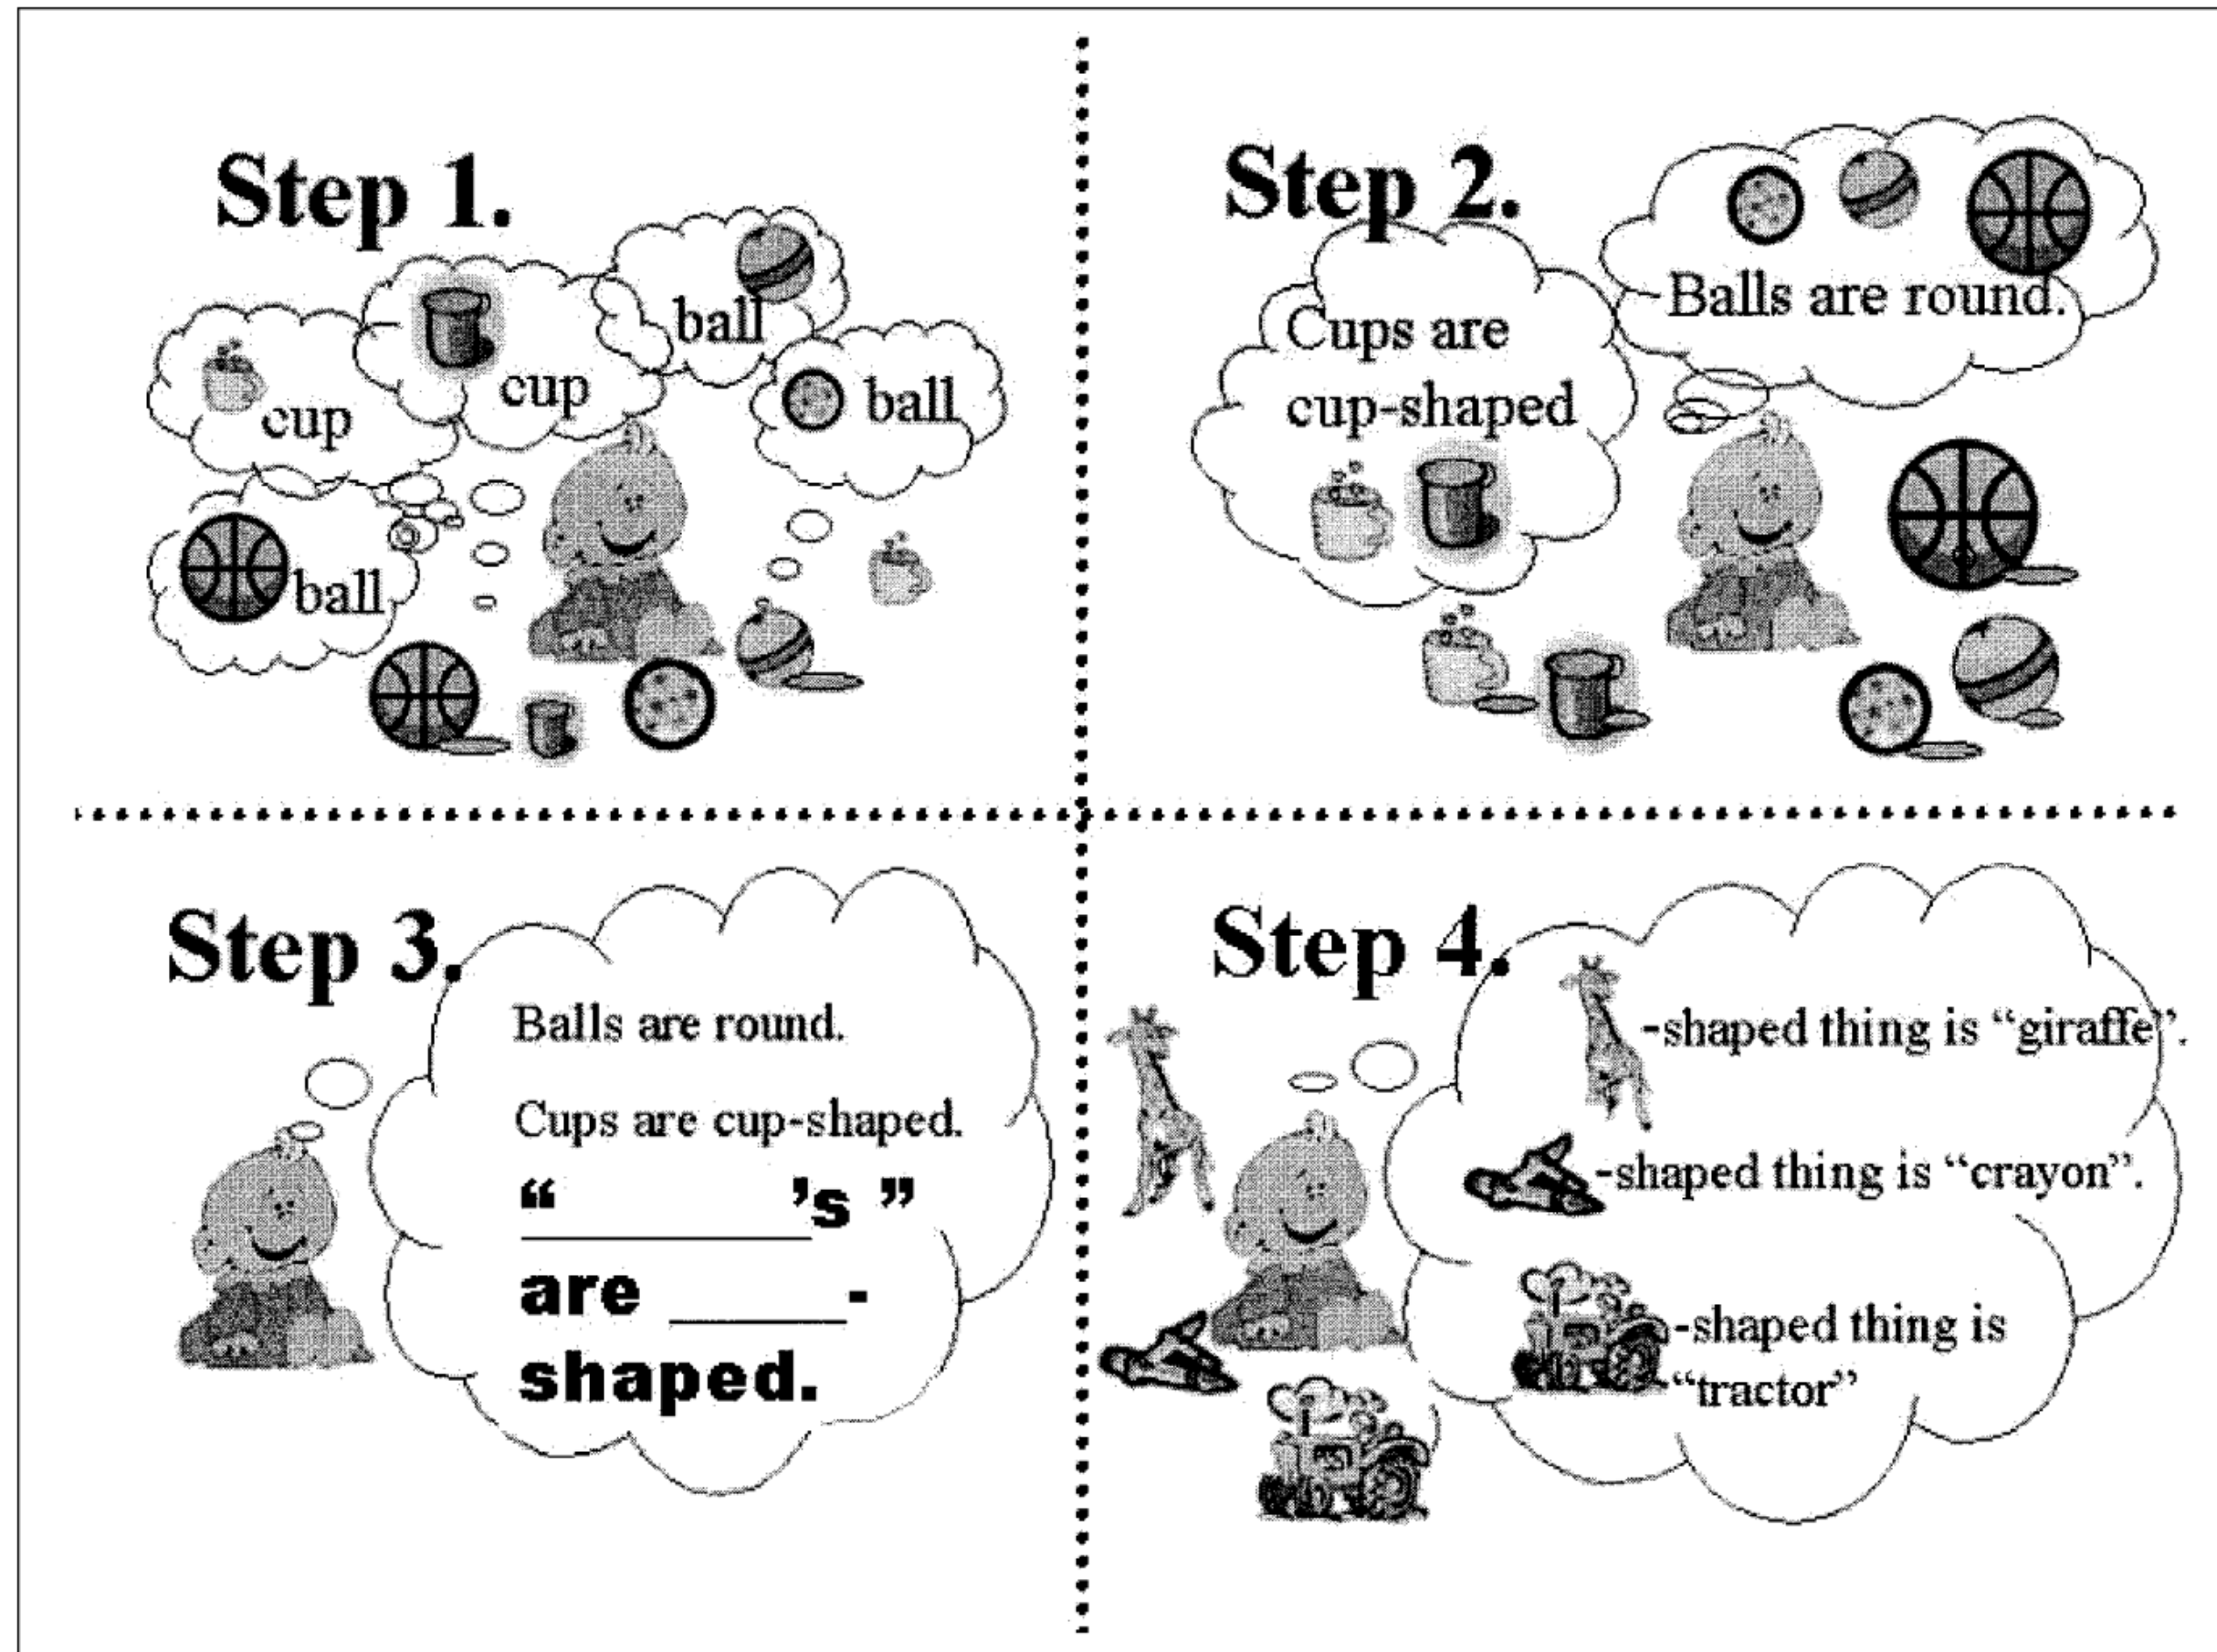 Step 1.
cup
cup
ball
ball
ball
Step 2.
Cups are
cup-shaped
Balls are round.
Step 3.
Balls are round.
Cups are cup-shaped.
“ ________’s ”
are _____-
shaped.
Step 4.
-shaped thing is “giraffe”.
-shaped thing is “crayon”.
-shaped thing is
“tractor”